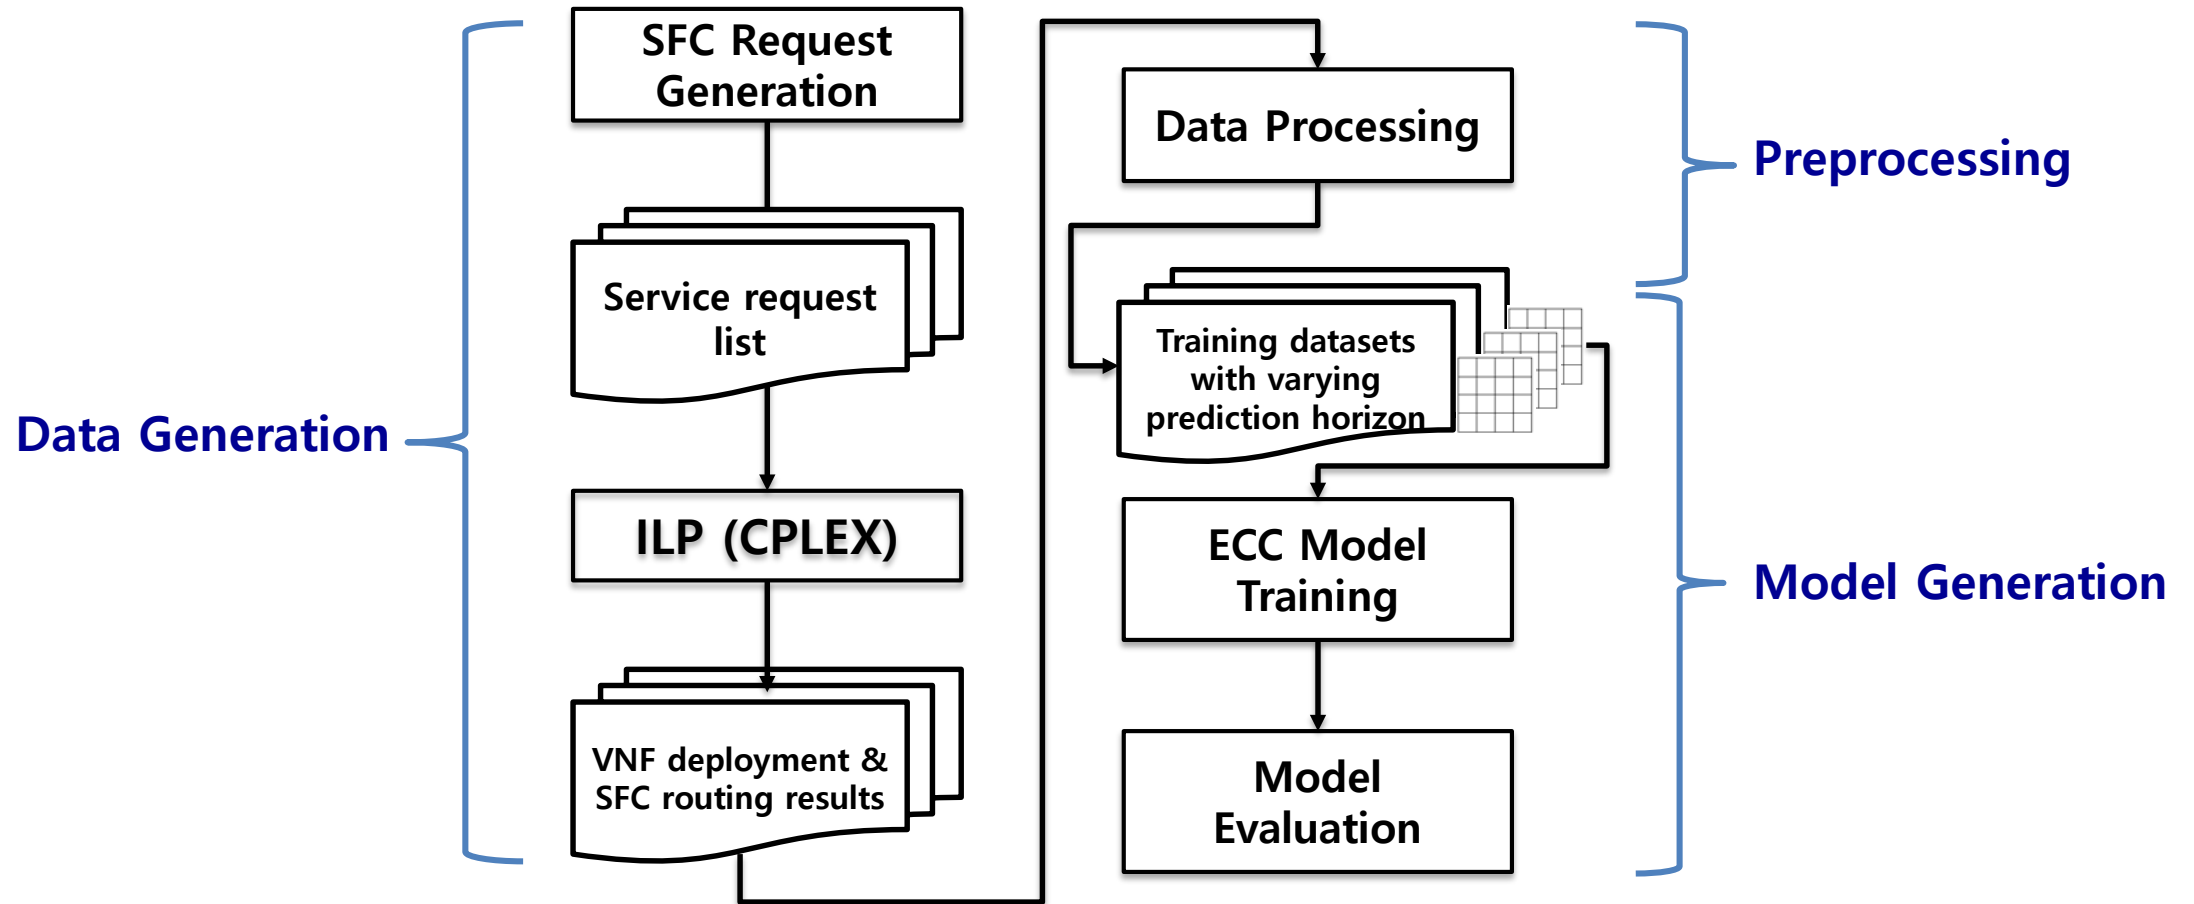 SFC Request
Generation
Service request
list
Data Generation
ILP (CPLEX)
VNF deployment &
SFC routing results
Data Processing
Preprocessing
Training datasets
with varying
prediction horizon
ECC Model
Training
Model Generation
Model
Evaluation